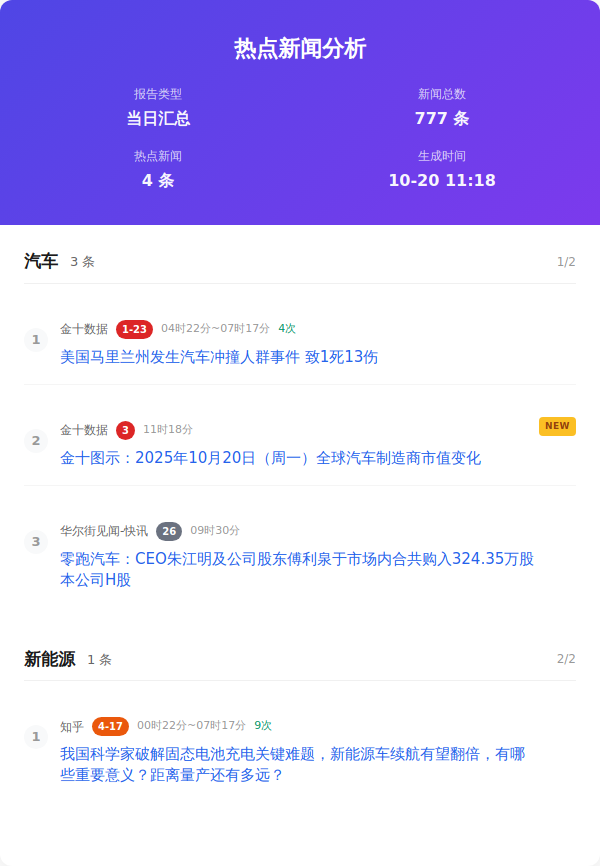 热点新闻分析
报告类型
新闻总数
当日汇总
777 条
热点新闻
生成时间
4 条
10-20 11:18
汽车 3 条 1/2
1
金十数据 1-23 04时22分~07时17分 4次
美国马里兰州发生汽车冲撞人群事件 致1死13伤
2
金十数据 3 11时18分 NEW
金十图示：2025年10月20日（周一）全球汽车制造商市值变化
3
华尔街见闻-快讯 26 09时30分
零跑汽车：CEO朱江明及公司股东傅利泉于市场内合共购入324.35万股
本公司H股
新能源 1 条 2/2
1
知乎 4-17 00时22分~07时17分 9次
我国科学家破解固态电池充电关键难题，新能源车续航有望翻倍，有哪
些重要意义？距离量产还有多远？